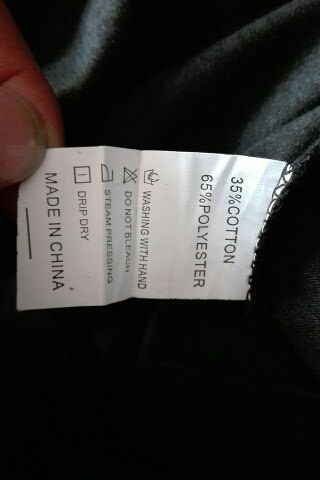 35%COTTON
65%POLYESTER
WASHING WITH HAND
DO NOT BLEACH
STEAM PRESSING
DRIP DRY
MADE IN CHINA